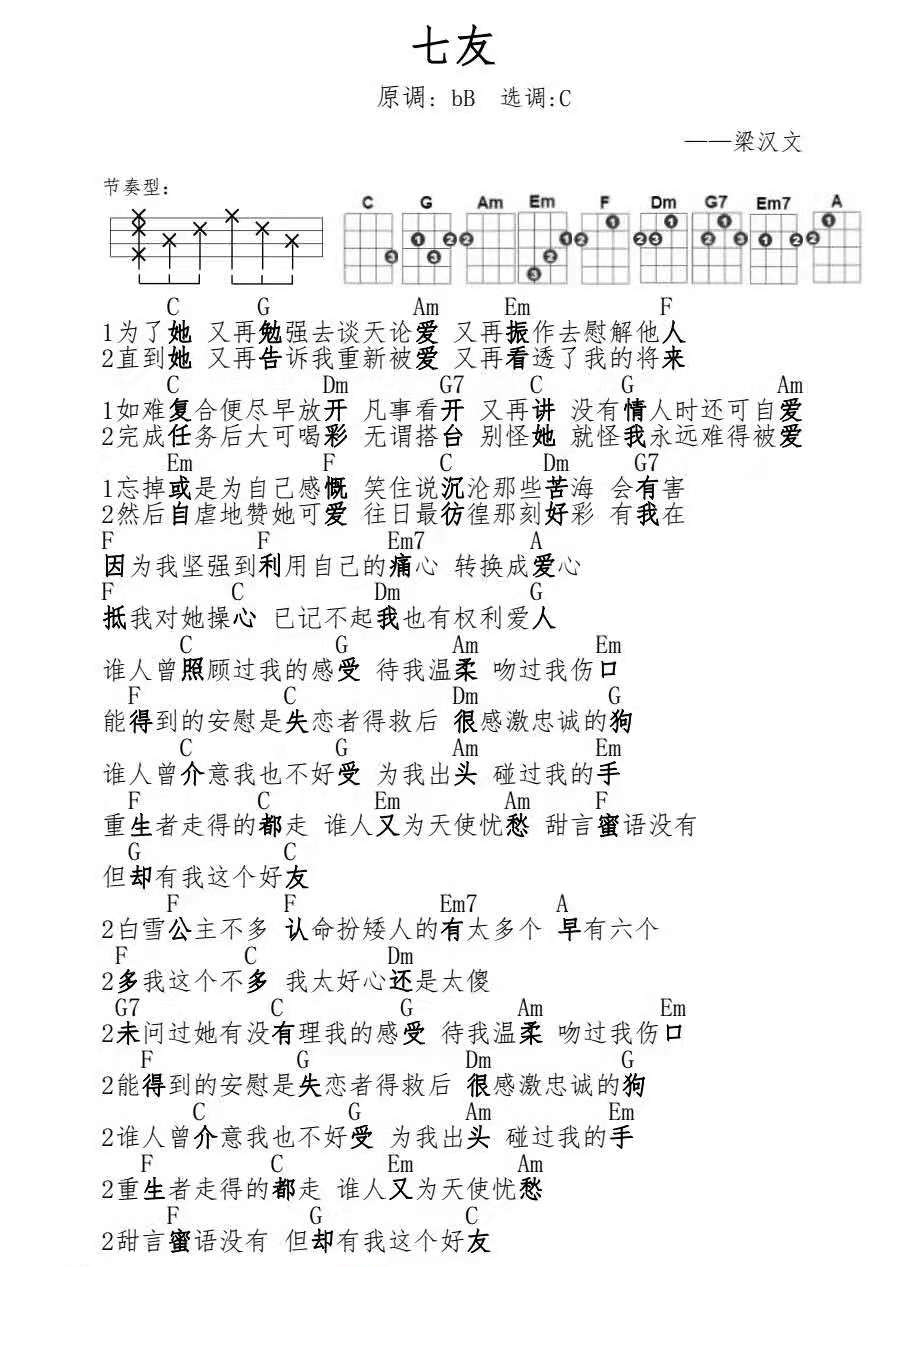 七友
原调: bB 选调:C
——梁汉文
节奏型:
C G Am Em F Dm G7 Em7 A
1 2 3 2 1 2 3 2 1 2 3 1 2 1 2 3 1 2 2 1
C G Am Em F
1为了她 又再勉强去谈天论爱 又再振作去慰解他人
2直到她 又再告诉我重新被爱 又再看透了我的将来
C Dm G7 C G Am
1如难复合便尽早放开 凡事看开 又再讲 没有情人时还可自爱
2完成任务后大可喝彩 无谓搭台 别怪她 就怪我永远难得被爱
Em F C Dm G7
1忘掉或是为自己感慨 笑住说沉沦那些苦海 会有害
2然后自虐地赞她可爱 往日最彷徨那刻好彩 有我在
F F Em7 A
因为我坚强到利用自己的痛心 转换成爱心
F C Dm G
抵我对她操心 已记不起我也有权利爱人
C G Am Em
谁人曾照顾过我的感受 待我温柔 吻过我伤口
F C Dm G
能得到的安慰是失恋者得救后 很感激忠诚的狗
C G Am Em
谁人曾介意我也不好受 为我出头 碰过我的手
F C Em Am F
重生者走得的都走 谁人又为天使忧愁 甜言蜜语没有
G C
但却有我这个好友
F F Em7 A
2白雪公主不多 认命扮矮人的有太多个 早有六个
F C Dm
2多我这个不多 我太好心还是太傻
G7 C G Am Em
2未问过她有没有理我的感受 待我温柔 吻过我伤口
F G Dm G
2能得到的安慰是失恋者得救后 很感激忠诚的狗
C G Am Em
2谁人曾介意我也不好受 为我出头 碰过我的手
F C Em Am
2重生者走得的都走 谁人又为天使忧愁
F G C
2甜言蜜语没有 但却有我这个好友